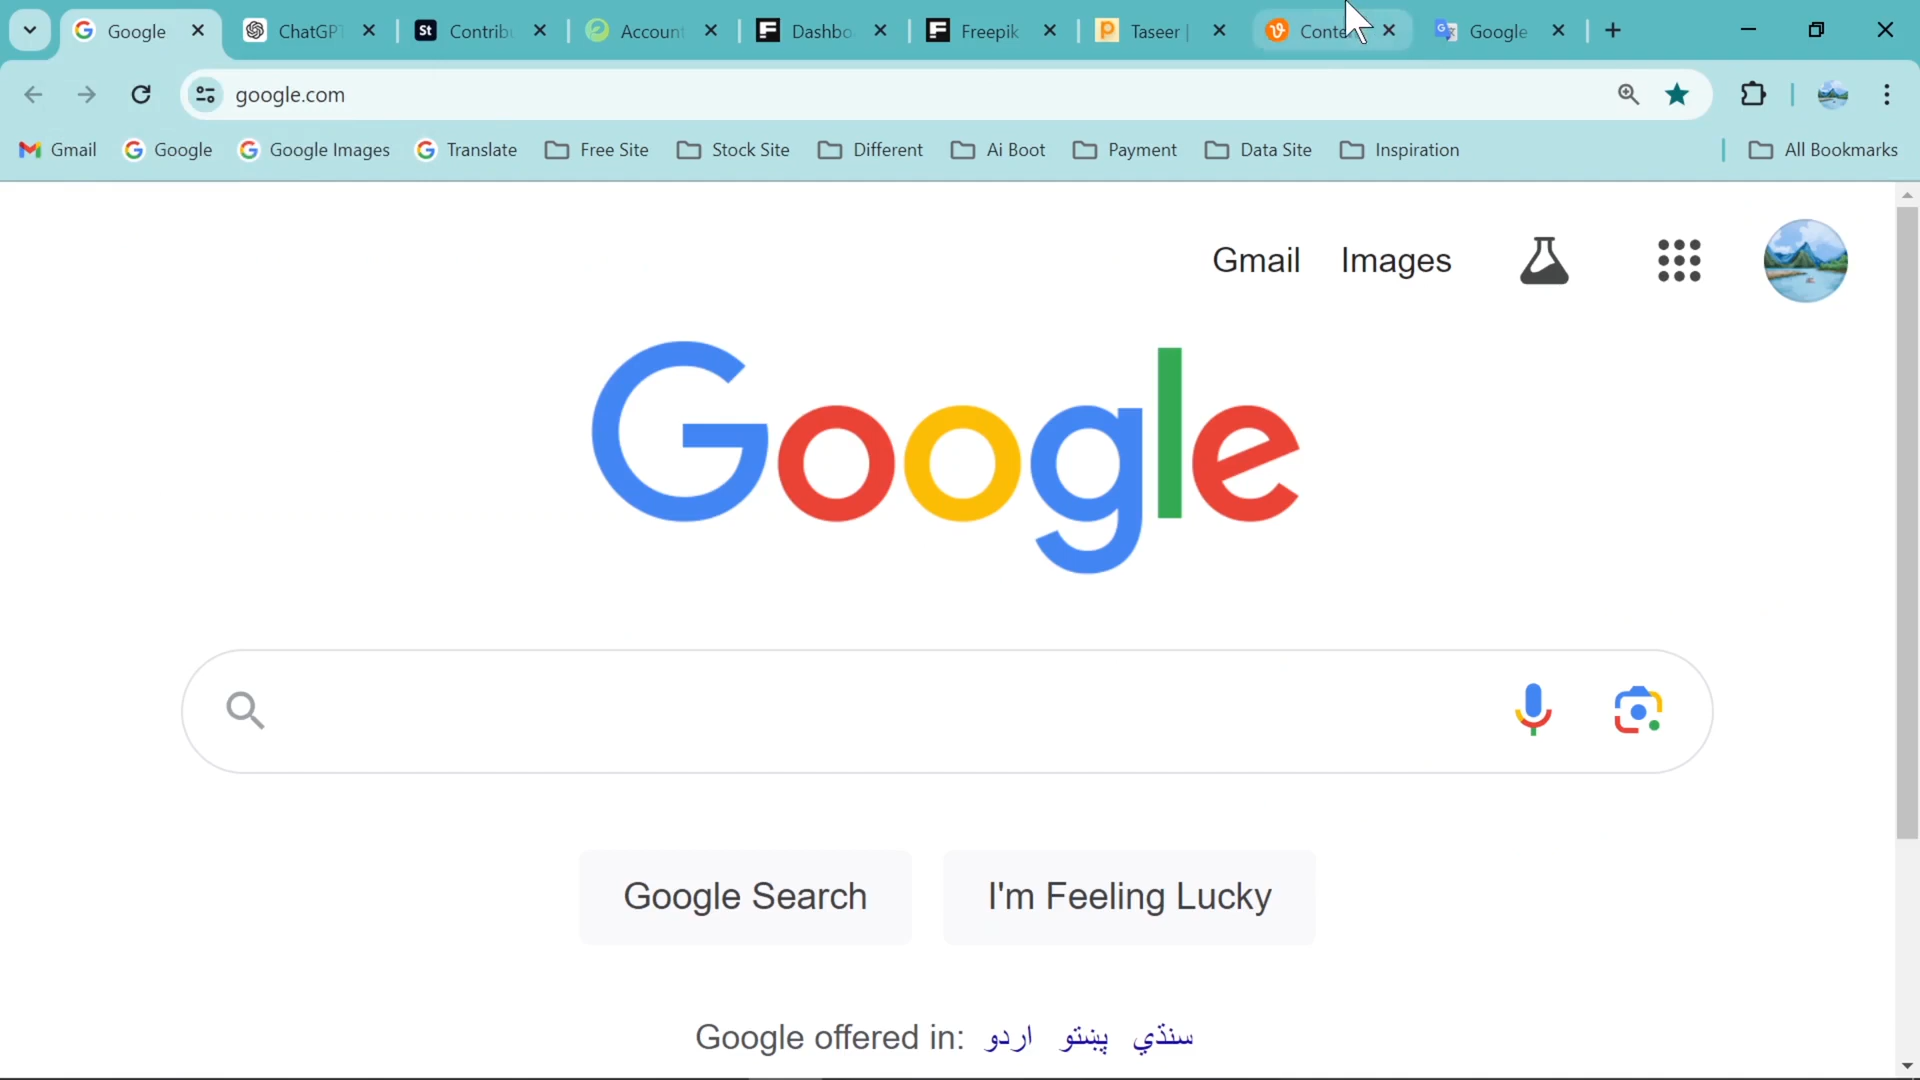 Google ChatGPT Contribu Account Dashbo Freepik Taseer | Conte Google
google.com
Gmail Google Google Images Translate Free Site Stock Site Different Ai Boot Payment Data Site Inspiration All Bookmarks
Gmail Images
Google
Google Search I'm Feeling Lucky
Google offered in: اردو پښتو سنڌي